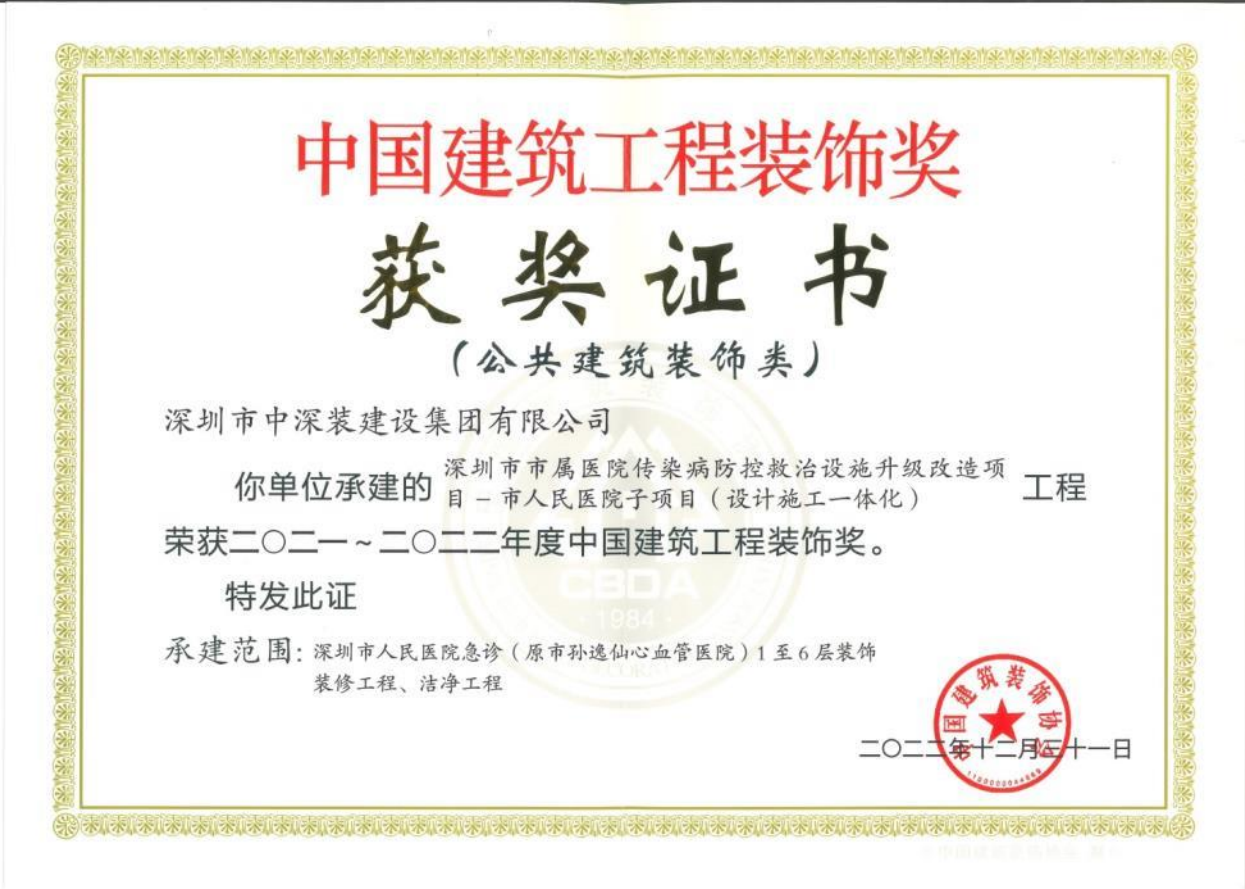 中国建筑工程装饰奖
获奖证书
（公共建筑装饰类）
深圳市中深装建设集团有限公司
你单位承建的 深圳市市属医院传染病防控救治设施升级改造项
目－市人民医院子项目（设计施工一体化） 工程
荣获二〇二一～二〇二二年度中国建筑工程装饰奖。
特发此证
承建范围: 深圳市人民医院急诊（原市孙逸仙心血管医院）1至6层装饰
装修工程、洁净工程
CBDA
·1984·
中国建筑装饰协会
二〇二二年十二月三十一日